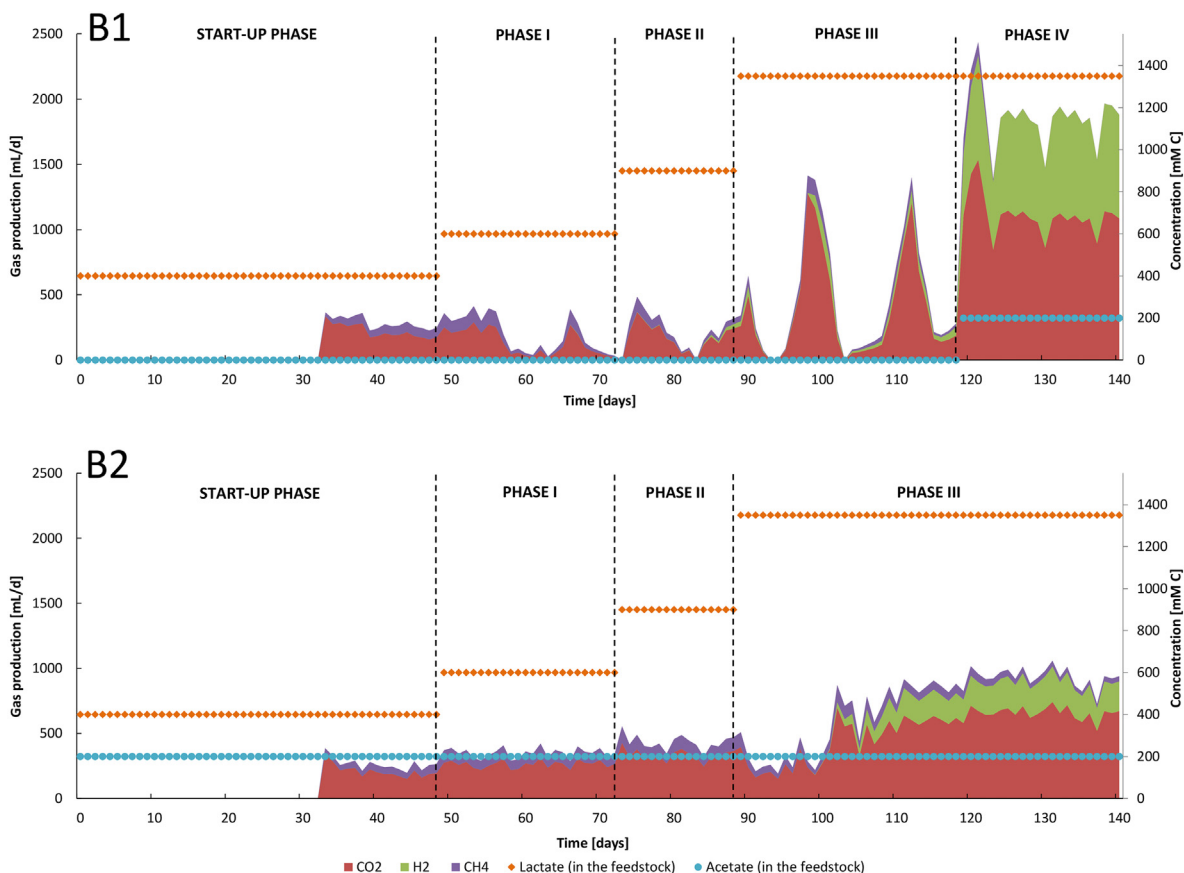 B1
START-UP PHASE PHASE I PHASE II PHASE III PHASE IV
Gas production [mL/d]
2500
2000
1500
1000
500
0
Concentration [mM C]
1400
1200
1000
800
600
400
200
0
0 10 20 30 40 50 60 70 80 90 100 110 120 130 140
Time [days]
B2
START-UP PHASE PHASE I PHASE II PHASE III
Gas production [mL/d]
2500
2000
1500
1000
500
0
Concentration [mM C]
1400
1200
1000
800
600
400
200
0
0 10 20 30 40 50 60 70 80 90 100 110 120 130 140
Time [days]
CO2 H2 CH4 Lactate (in the feedstock) Acetate (in the feedstock)